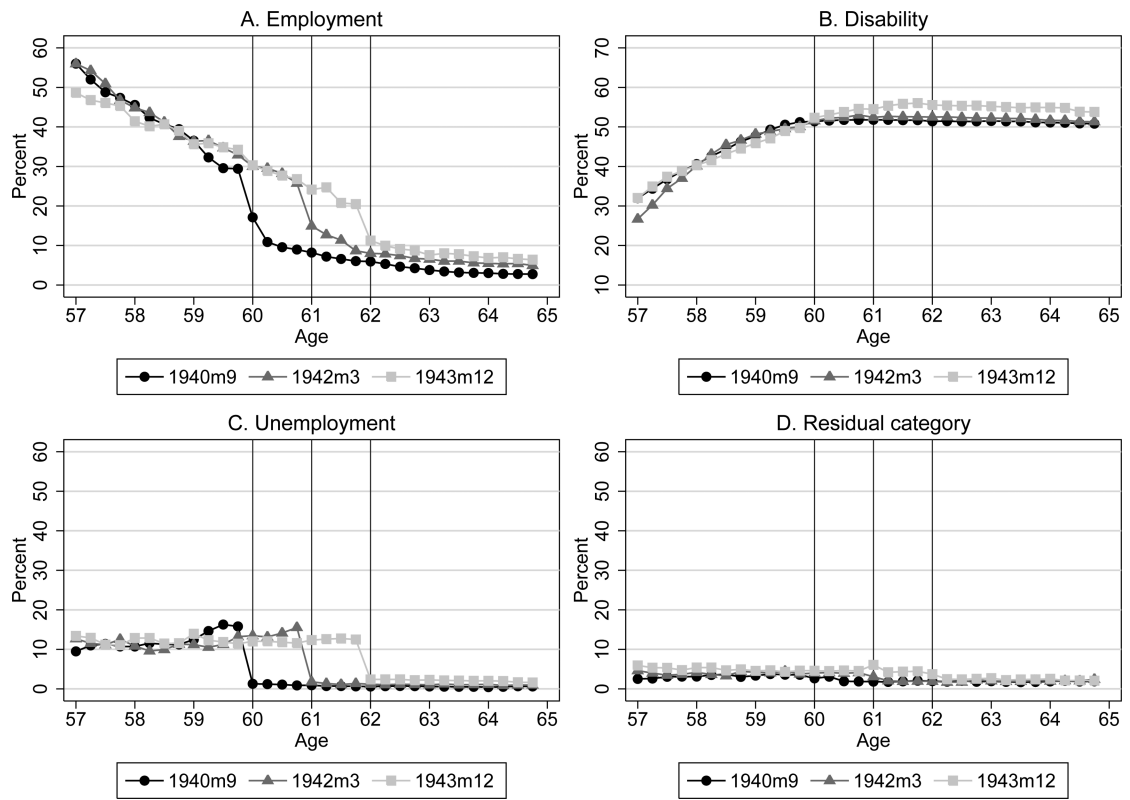 A. Employment
Percent
60
50
40
30
20
10
0
57 58 59 60 61 62 63 64 65
Age
1940m9 1942m3 1943m12
B. Disability
Percent
70
60
50
40
30
20
10
57 58 59 60 61 62 63 64 65
Age
1940m9 1942m3 1943m12
C. Unemployment
Percent
60
50
40
30
20
10
0
57 58 59 60 61 62 63 64 65
Age
1940m9 1942m3 1943m12
D. Residual category
Percent
60
50
40
30
20
10
0
57 58 59 60 61 62 63 64 65
Age
1940m9 1942m3 1943m12